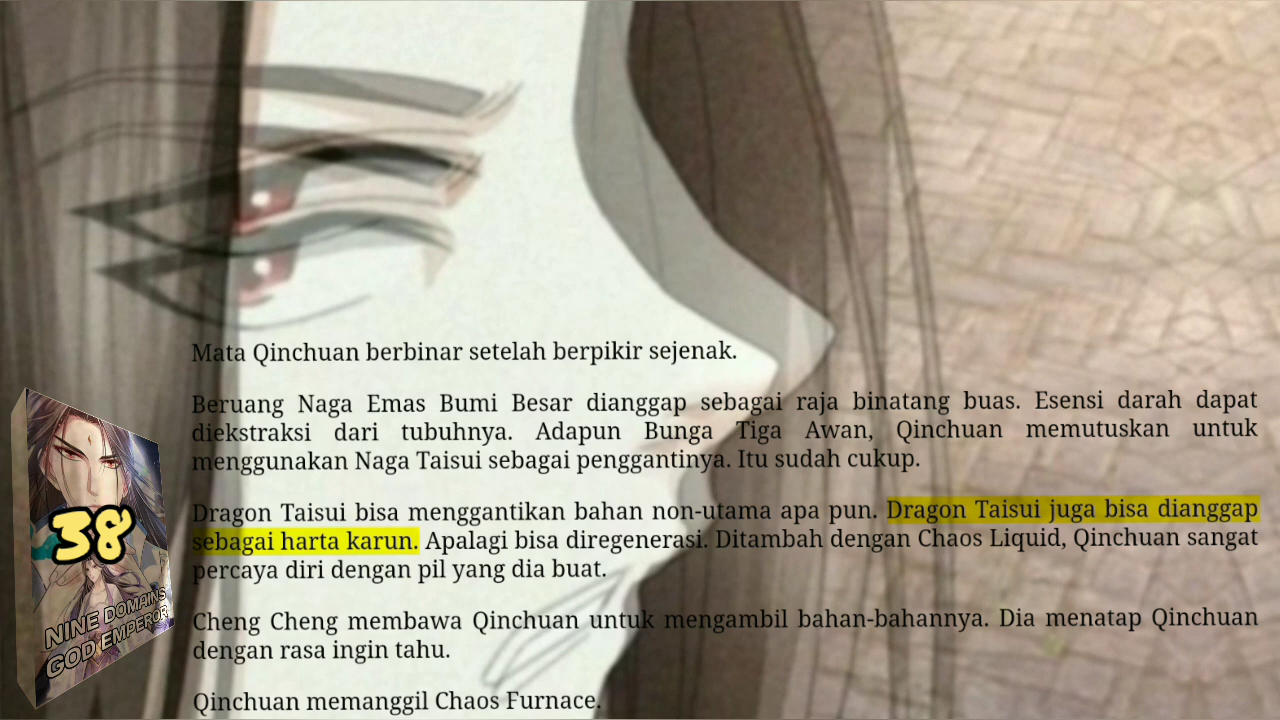 Mata Qinchuan berbinar setelah berpikir sejenak.
Beruang Naga Emas Bumi Besar dianggap sebagai raja binatang buas. Esensi darah dapat
diekstraksi dari tubuhnya. Adapun Bunga Tiga Awan, Qinchuan memutuskan untuk
menggunakan Naga Taisui sebagai penggantinya. Itu sudah cukup.
Dragon Taisui bisa menggantikan bahan non-utama apa pun. Dragon Taisui juga bisa dianggap
sebagai harta karun. Apalagi bisa diregenerasi. Ditambah dengan Chaos Liquid, Qinchuan sangat
percaya diri dengan pil yang dia buat.
Cheng Cheng membawa Qinchuan untuk mengambil bahan-bahannya. Dia menatap Qinchuan
dengan rasa ingin tahu.
Qinchuan memanggil Chaos Furnace.
38
NINE DOMAINS
GOD EMPEROR